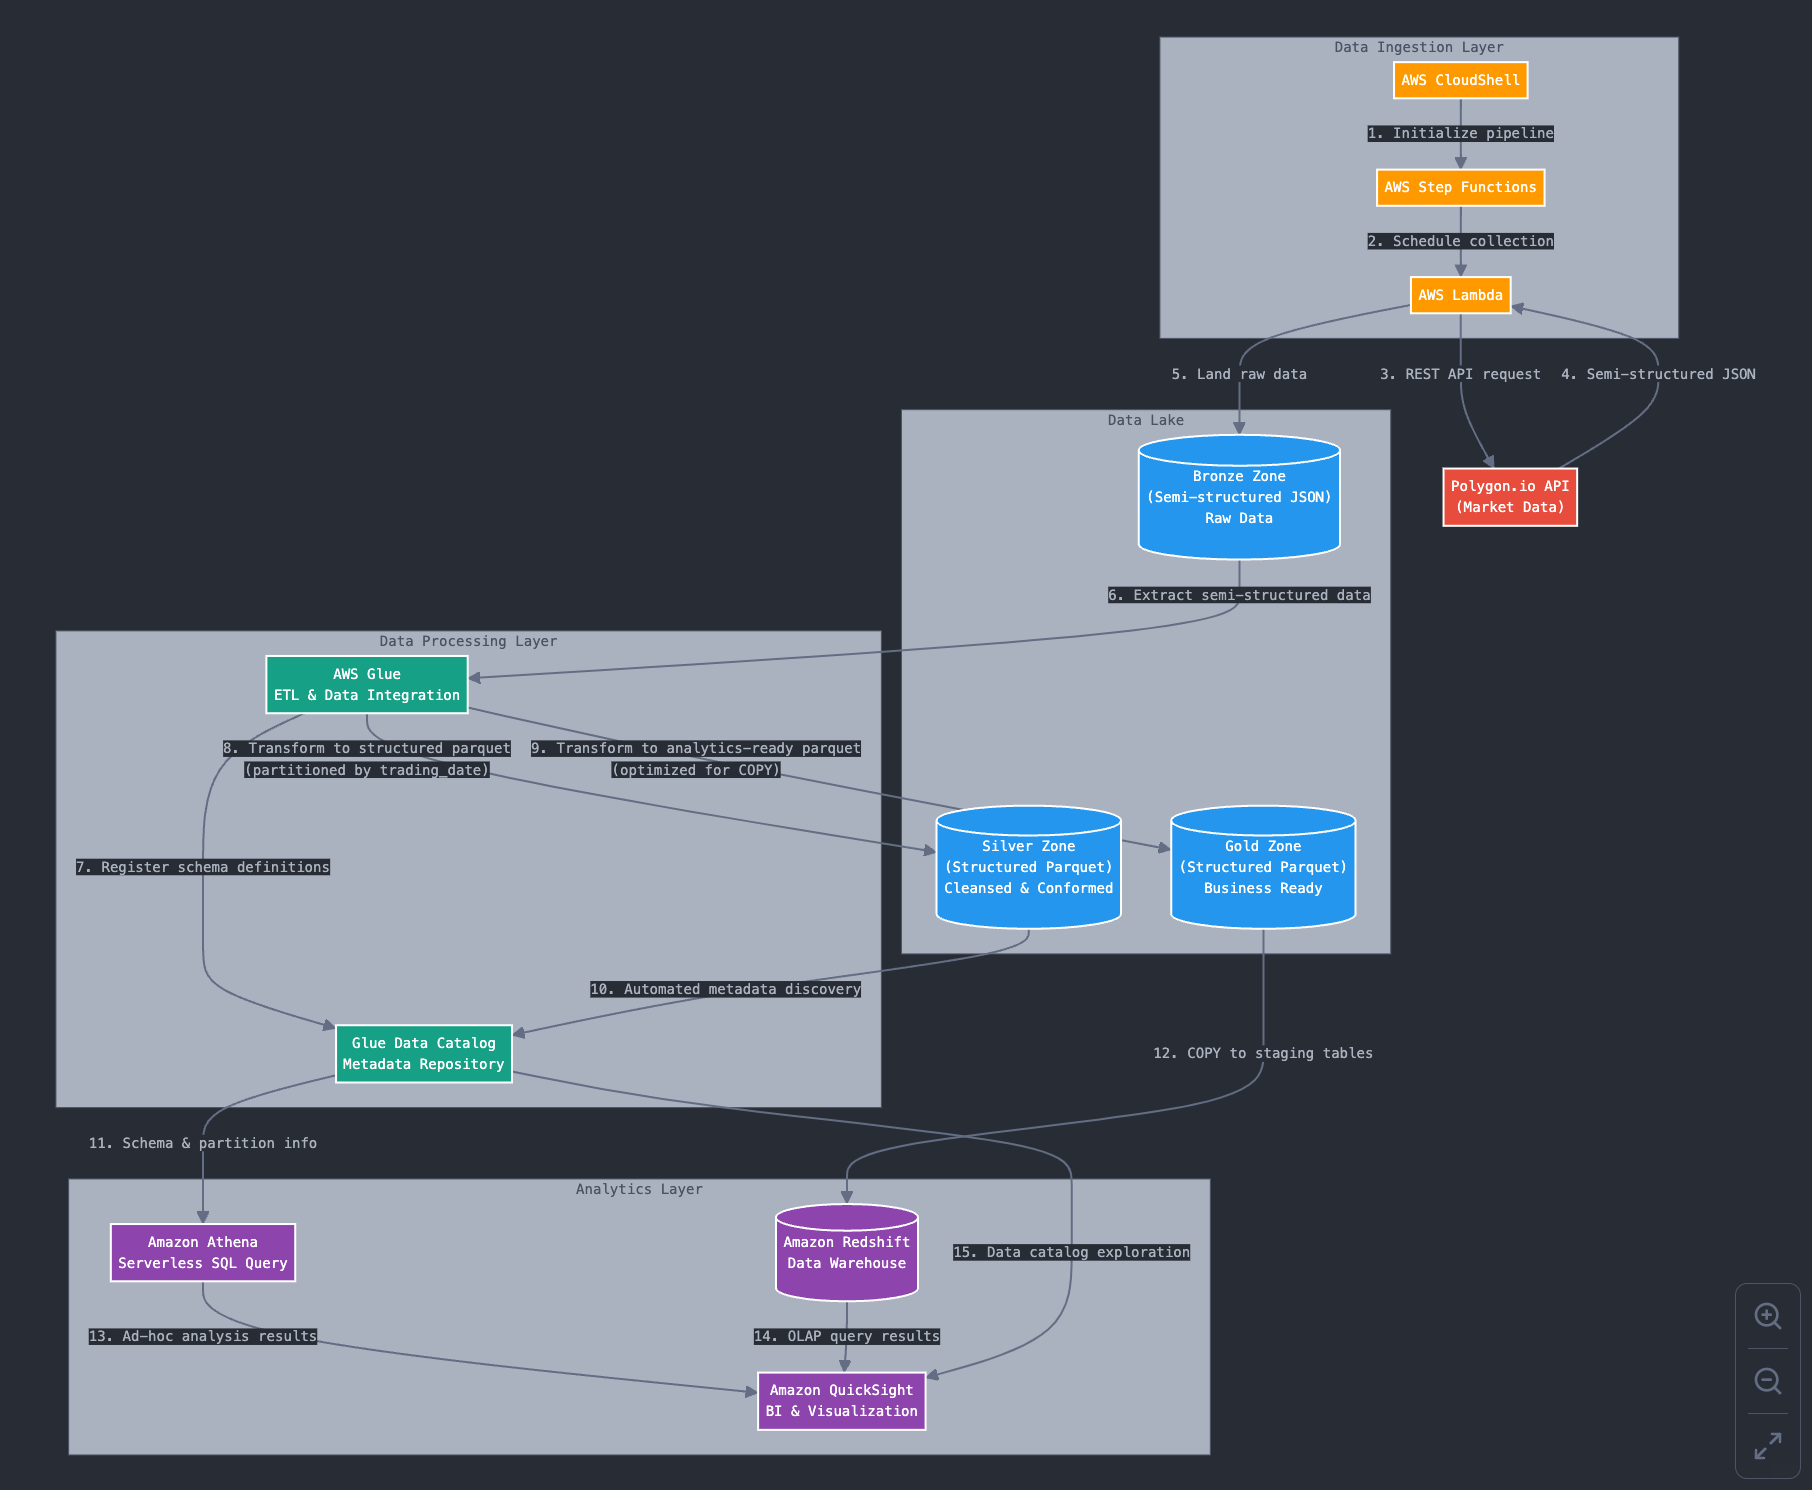 Data Ingestion Layer
AWS CloudShell
1. Initialize pipeline
AWS Step Functions
2. Schedule collection
AWS Lambda
5. Land raw data
3. REST API request
4. Semi-structured JSON
Data Lake
Bronze Zone
(Semi-structured JSON)
Raw Data
Polygon.io API
(Market Data)
6. Extract semi-structured data
Data Processing Layer
AWS Glue
ETL & Data Integration
8. Transform to structured parquet
(partitioned by trading_date)
9. Transform to analytics-ready parquet
(optimized for COPY)
7. Register schema definitions
Silver Zone
(Structured Parquet)
Cleansed & Conformed
Gold Zone
(Structured Parquet)
Business Ready
10. Automated metadata discovery
Glue Data Catalog
Metadata Repository
12. COPY to staging tables
11. Schema & partition info
Analytics Layer
Amazon Athena
Serverless SQL Query
Amazon Redshift
Data Warehouse
15. Data catalog exploration
13. Ad-hoc analysis results
14. OLAP query results
Amazon QuickSight
BI & Visualization